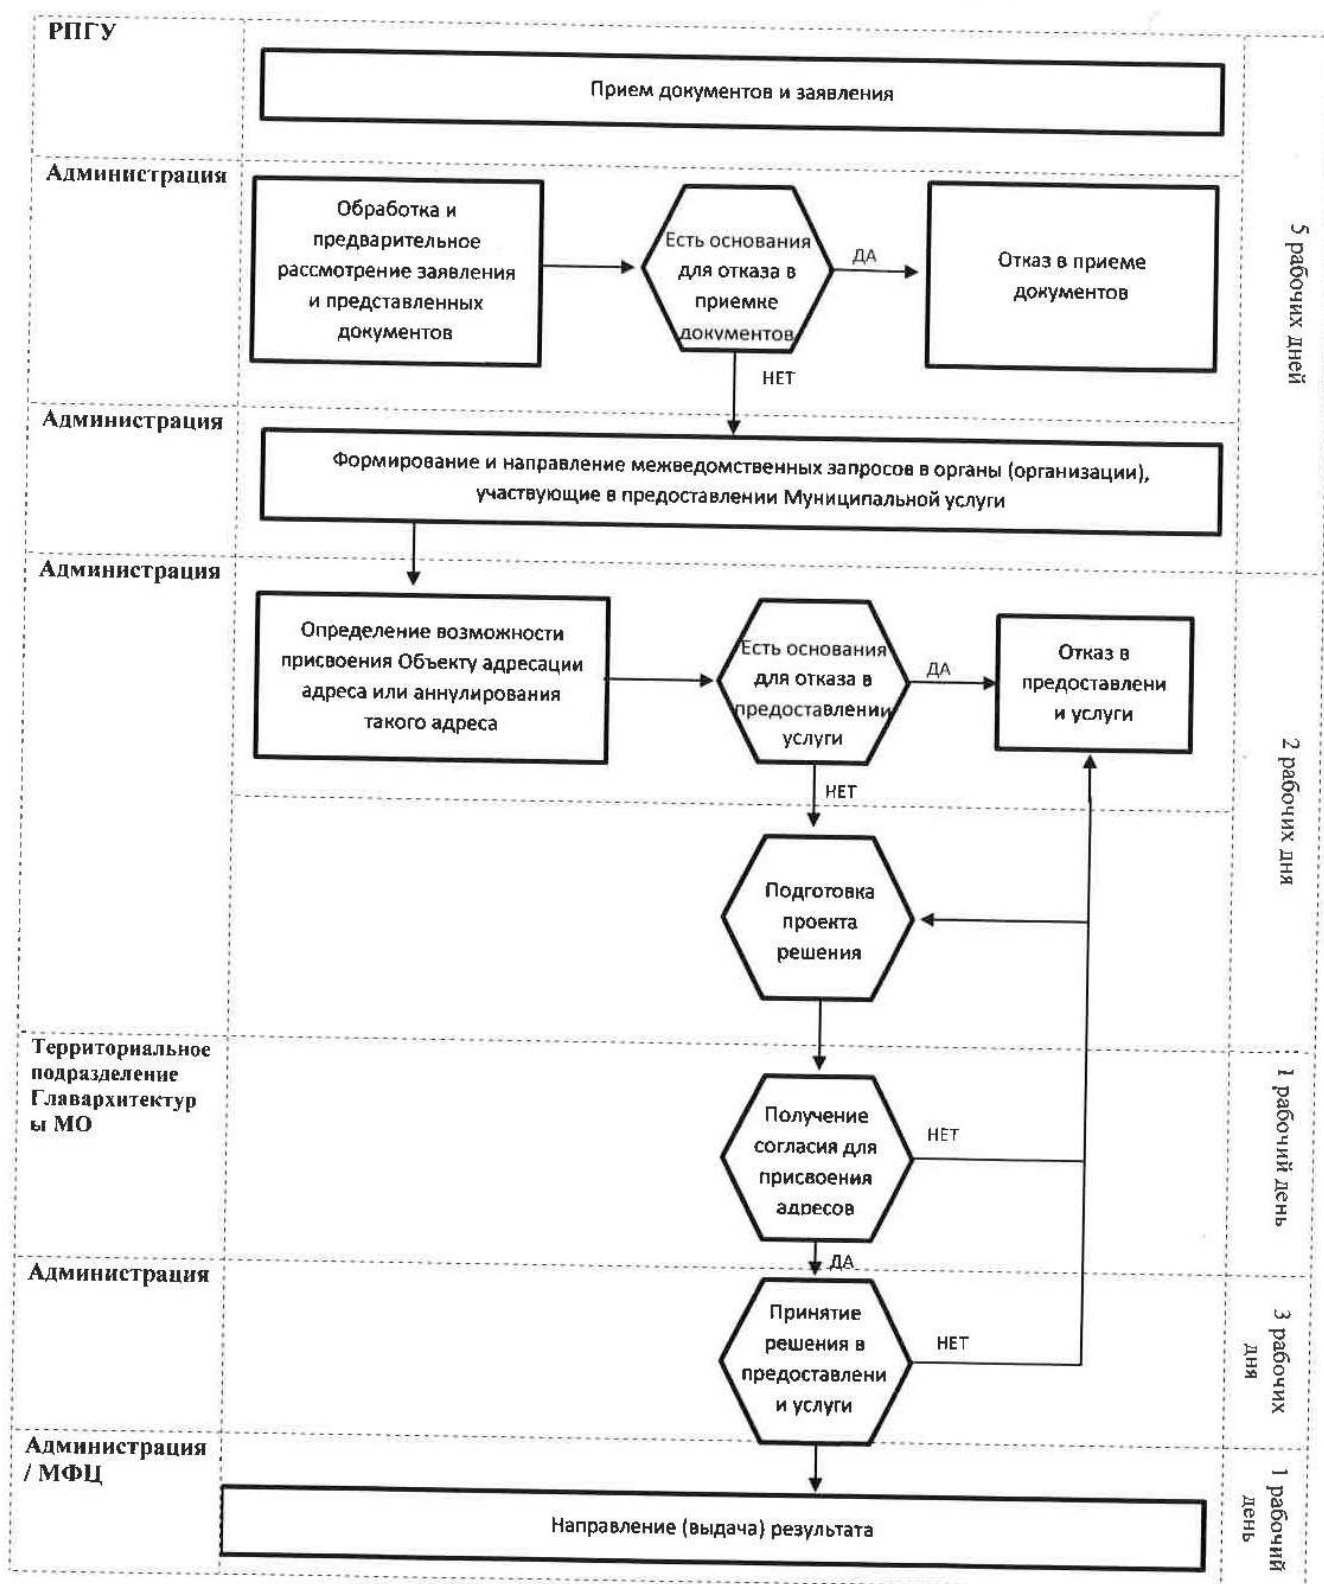 РПГУ
Прием документов и заявления
Администрация
Обработка и
предварительное
рассмотрение заявления
и представленных
документов
Есть основания
для отказа в
приемке
документов
ДА
Отказ в приеме
документов
НЕТ
5 рабочих дней
Администрация
Формирование и направление межведомственных запросов в органы (организации),
участвующие в предоставлении Муниципальной услуги
Администрация
Определение возможности
присвоения Объекту адресации
адреса или аннулирования
такого адреса
Есть основания
для отказа в
предоставлении
услуги
ДА
Отказ в
предоставлени
и услуги
НЕТ
2 рабочих дня
Подготовка
проекта
решения
Территориальное
подразделение
Главархитектур
ы МО
Получение
согласия для
присвоения
адресов
НЕТ
1 рабочий день
ДА
Администрация
Принятие
решения в
предоставлени
и услуги
НЕТ
3 рабочих
дня
Администрация
/ МФЦ
Направление (выдача) результата
1 рабочий
день